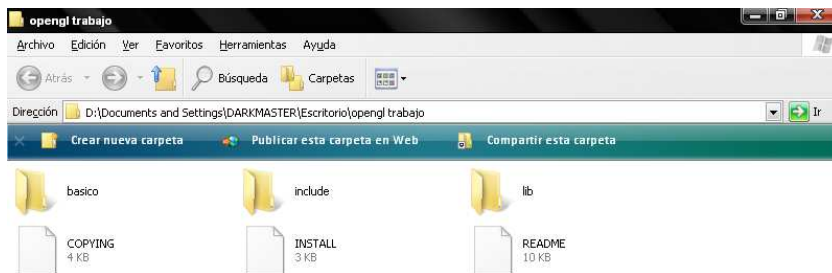 opengl trabajo
Archivo Edición Ver Favoritos Herramientas Ayuda
Atrás Búsqueda Carpetas
Dirección D:\Documents and Settings\DARKMASTER\Escritorio\opengl trabajo Ir
Crear nueva carpeta Publicar esta carpeta en Web Compartir esta carpeta
basico include lib
COPYING INSTALL README
4 KB 3 KB 10 KB